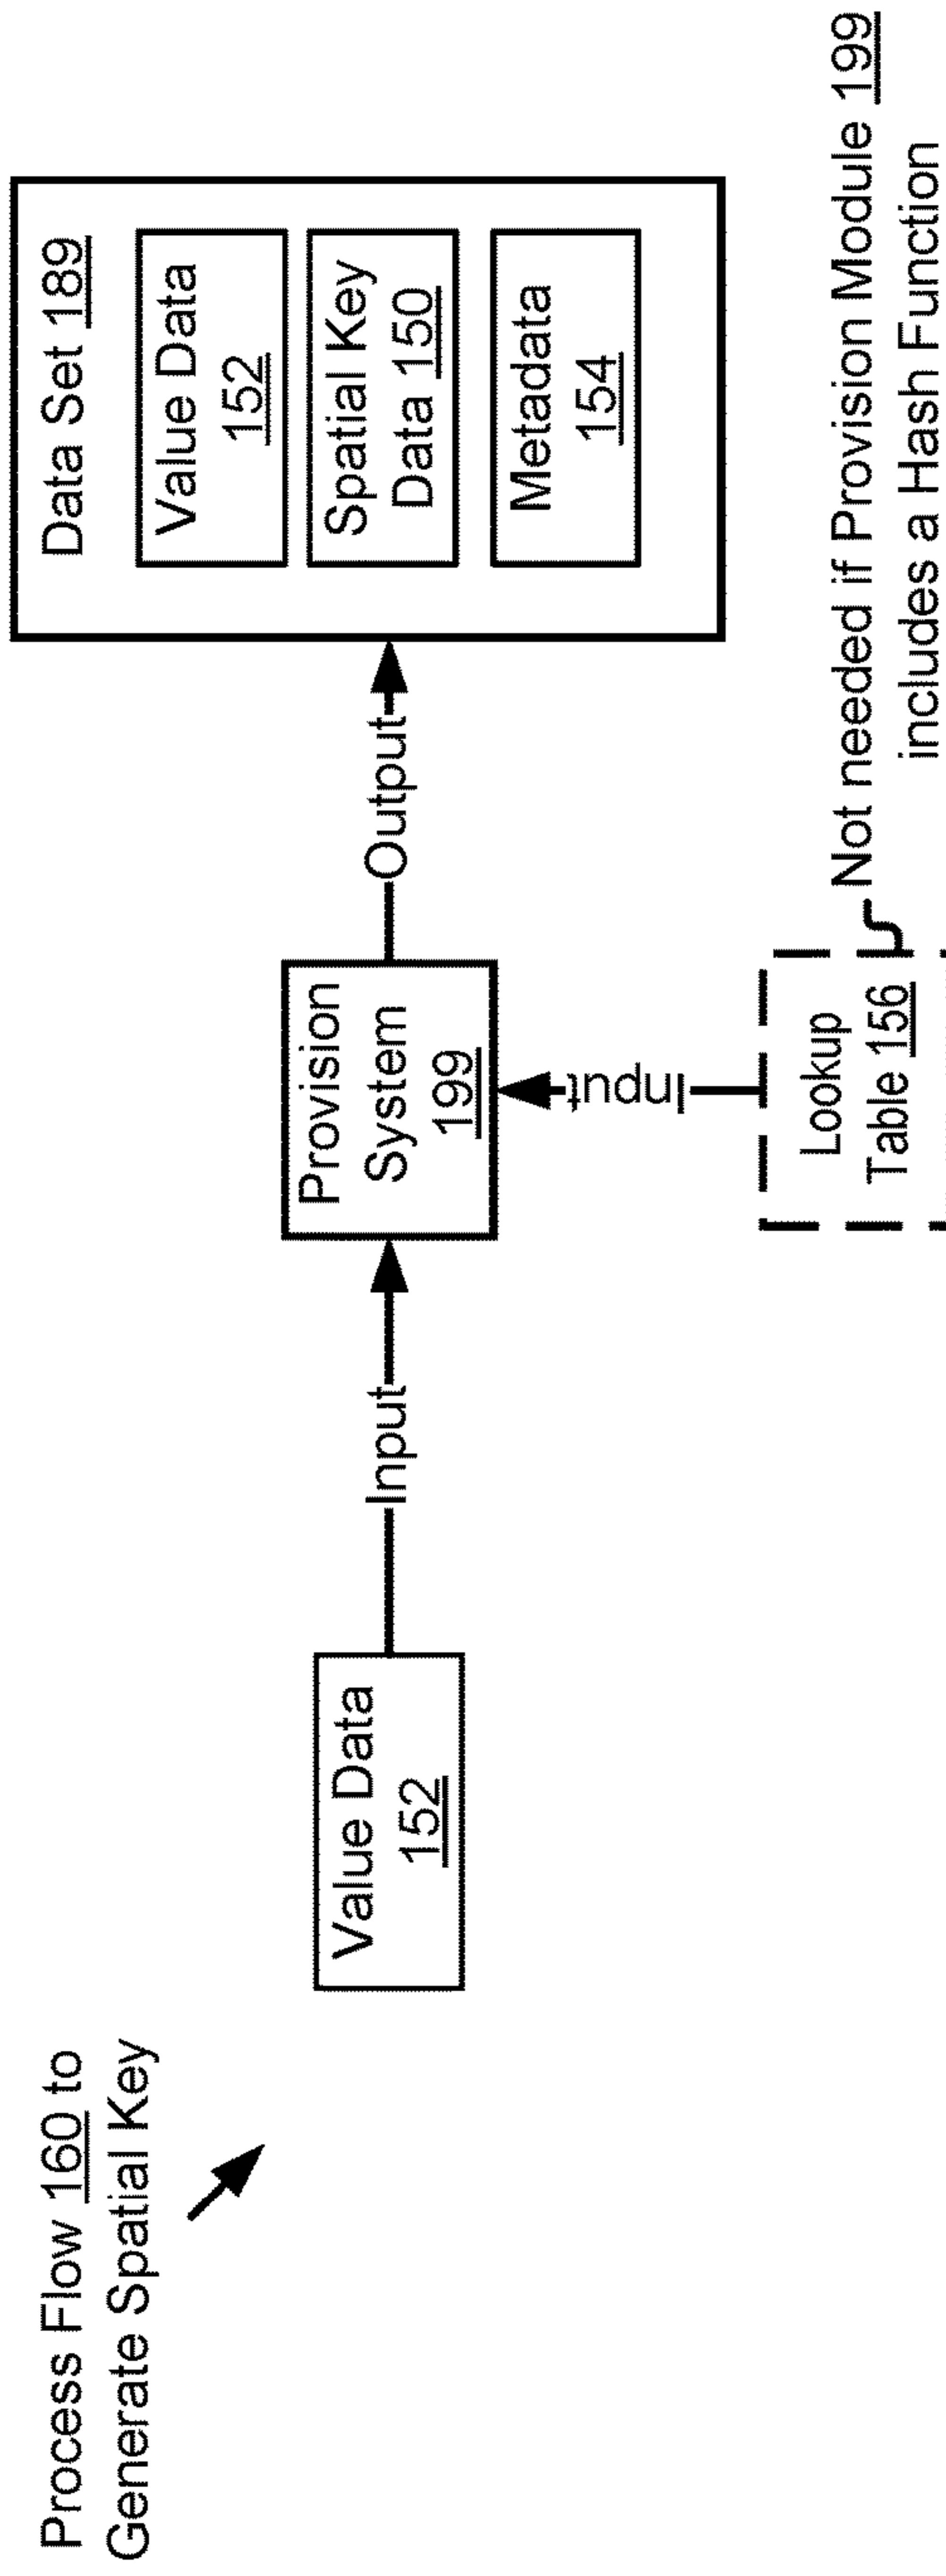 Process Flow 160 to
Generate Spatial Key
Value Data
152
Input
Provision
System
199
Input
Lookup
Table 156
Not needed if Provision Module 199
includes a Hash Function
Output
Data Set 189
Value Data
152
Spatial Key
Data 150
Metadata
154